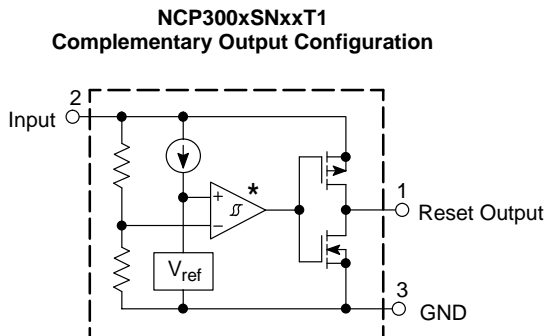 NCP300xSNxxT1
Complementary Output Configuration
2
Input
*
+
−
1
Reset Output
Vref
3
GND